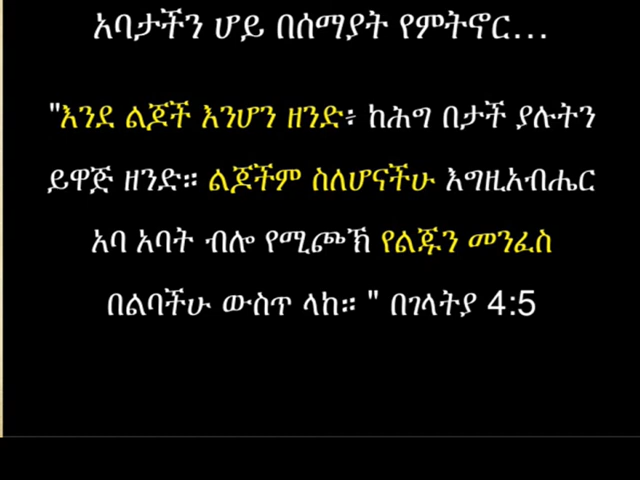 አባታችን ሆይ በሰማያት የምትኖር...
"እንደ ልጆች እንሆን ዘንድ፥ ከሕግ በታች ያሉትን
ይዋጅ ዘንድ። ልጆችም ስለሆናችሁ እግዚአብሔር
አባ አባት ብሎ የሚጮኽ የልጁን መንፈስ
በልባችሁ ውስጥ ላከ። " በገላትያ 4:5